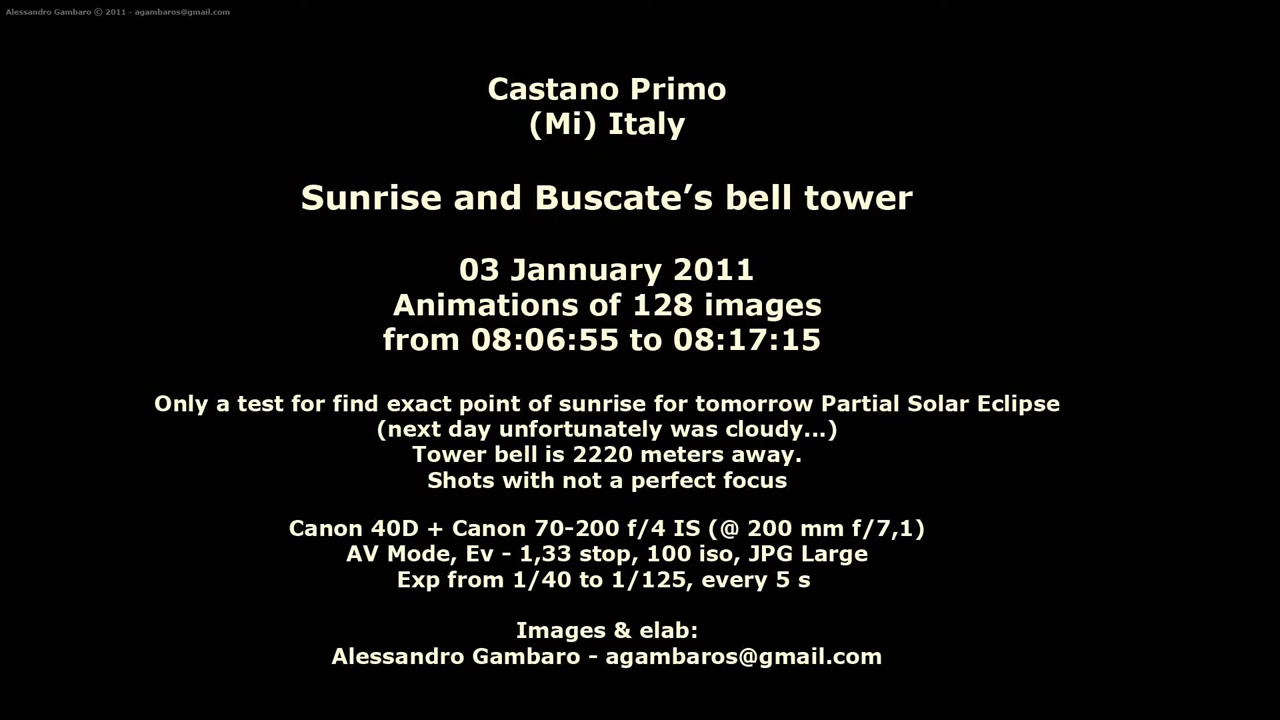 Alessandro Gambaro © 2011 - agambaros@gmail.com
Castano Primo
(Mi) Italy
Sunrise and Buscate’s bell tower
03 Jannuary 2011
Animations of 128 images
from 08:06:55 to 08:17:15
Only a test for find exact point of sunrise for tomorrow Partial Solar Eclipse
(next day unfortunately was cloudy...)
Tower bell is 2220 meters away.
Shots with not a perfect focus
Canon 40D + Canon 70-200 f/4 IS (@ 200 mm f/7,1)
AV Mode, Ev - 1,33 stop, 100 iso, JPG Large
Exp from 1/40 to 1/125, every 5 s
Images & elab:
Alessandro Gambaro - agambaros@gmail.com